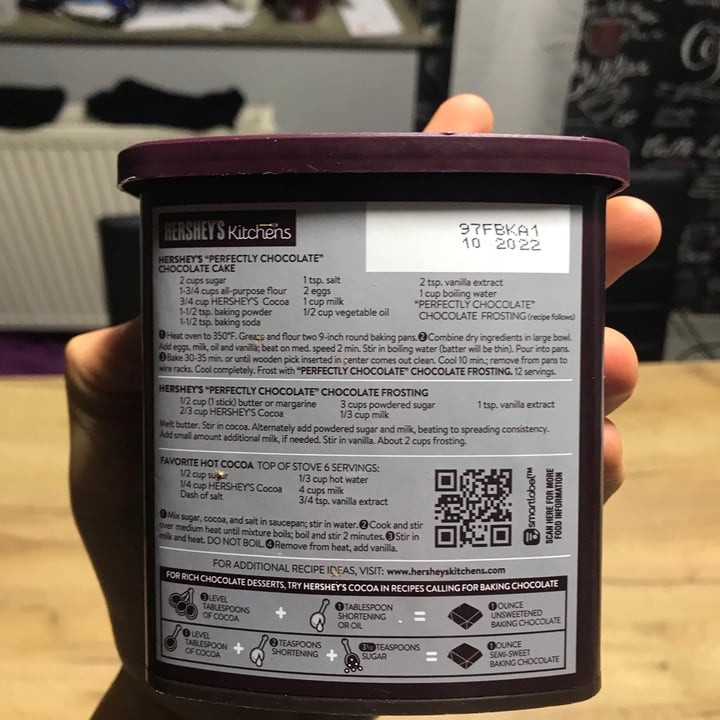 HERSHEY'S Kitchens
97FBKA1
10 2022
HERSHEY'S "PERFECTLY CHOCOLATE"
CHOCOLATE CAKE
2 cups sugar
1-3/4 cups all-purpose flour
3/4 cup HERSHEY'S Cocoa
1-1/2 tsp. baking powder
1-1/2 tsp. baking soda
1 tsp. salt
2 eggs
1 cup milk
1/2 cup vegetable oil
2 tsp. vanilla extract
1 cup boiling water
"PERFECTLY CHOCOLATE"
CHOCOLATE FROSTING (recipe follows)
1 Heat oven to 350°F. Grease and flour two 9-inch round baking pans. 2 Combine dry ingredients in large bowl.
Add eggs, milk, oil and vanilla; beat on med. speed 2 min. Stir in boiling water (batter will be thin). Pour into pans.
3 Bake 30-35 min. or until wooden pick inserted in center comes out clean. Cool 10 min.; remove from pans to
wire racks. Cool completely. Frost with "PERFECTLY CHOCOLATE" CHOCOLATE FROSTING. 12 servings.
HERSHEY'S "PERFECTLY CHOCOLATE" CHOCOLATE FROSTING
1/2 cup (1 stick) butter or margarine
2/3 cup HERSHEY'S Cocoa
3 cups powdered sugar
1/3 cup milk
1 tsp. vanilla extract
Melt butter. Stir in cocoa. Alternately add powdered sugar and milk, beating to spreading consistency.
Add small amount additional milk, if needed. Stir in vanilla. About 2 cups frosting.
FAVORITE HOT COCOA TOP OF STOVE 6 SERVINGS:
1/2 cup sugar
1/4 cup HERSHEY'S Cocoa
Dash of salt
1/3 cup hot water
4 cups milk
3/4 tsp. vanilla extract
1 Mix sugar, cocoa, and salt in saucepan; stir in water. 2 Cook and stir
over medium heat until mixture boils; boil and stir 2 minutes. 3 Stir in
milk and heat. DO NOT BOIL. 4 Remove from heat, add vanilla.
smartlabel™
SCAN HERE FOR MORE
FOOD INFORMATION
FOR ADDITIONAL RECIPE IDEAS, VISIT: www.hersheyskitchens.com
FOR RICH CHOCOLATE DESSERTS, TRY HERSHEY'S COCOA IN RECIPES CALLING FOR BAKING CHOCOLATE
3 LEVEL
TABLESPOONS
OF COCOA
+
1 TABLESPOON
SHORTENING
OR OIL
=
1 OUNCE
UNSWEETENED
BAKING CHOCOLATE
1 LEVEL
TABLESPOON
OF COCOA
+
2 TEASPOONS
SHORTENING
+
3½ TEASPOONS
SUGAR
=
1 OUNCE
SEMI-SWEET
BAKING CHOCOLATE